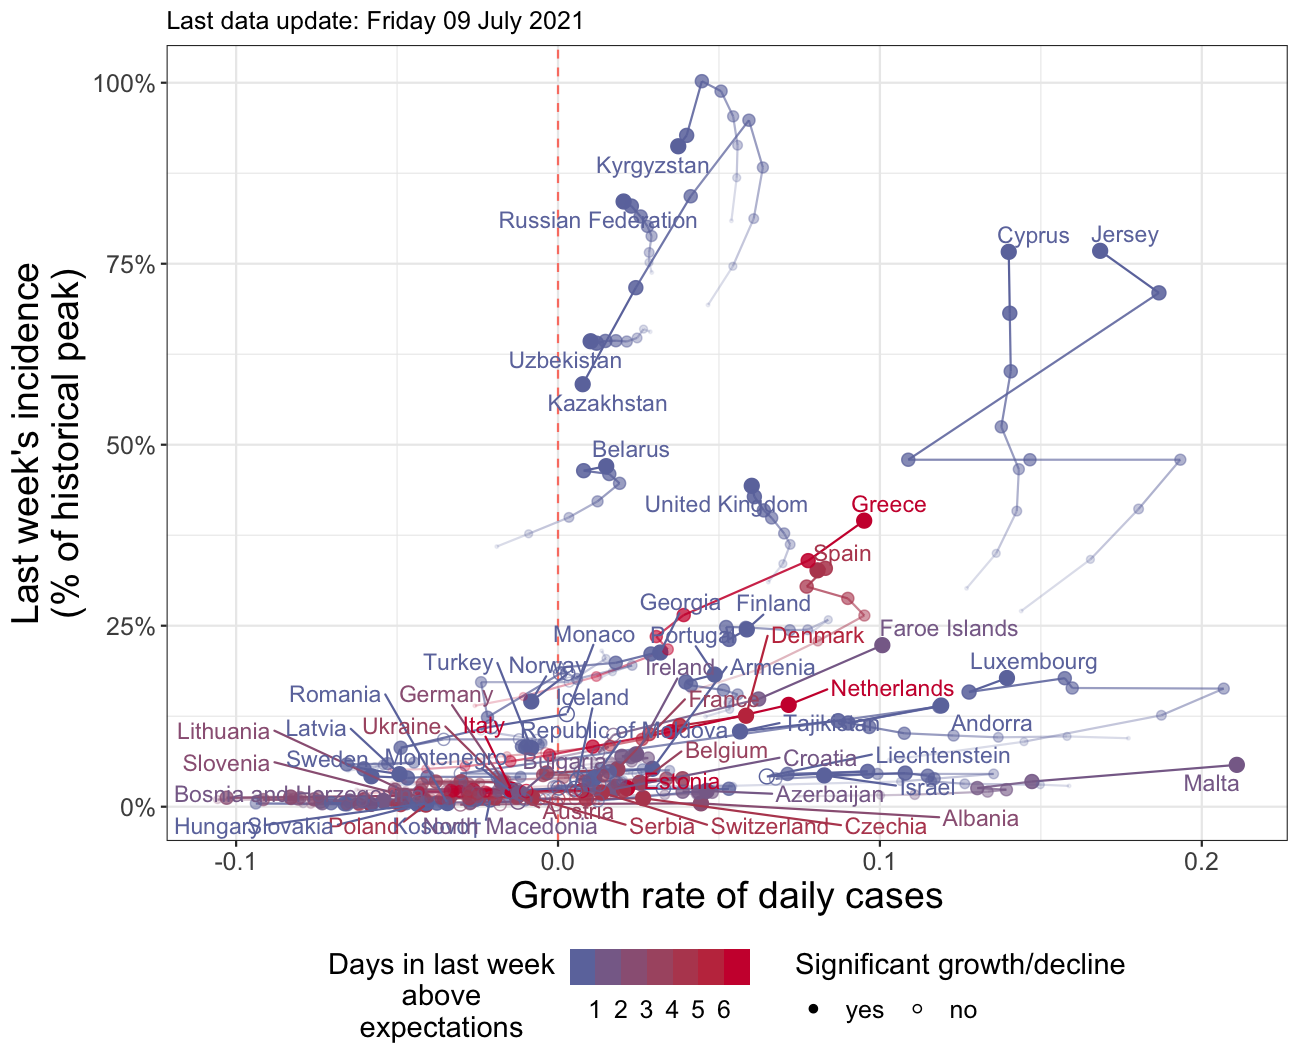 Last data update: Friday 09 July 2021
100%
75%
50%
25%
0%
Last week's incidence
(% of historical peak)
Kyrgyzstan
Russian Federation
Cyprus
Jersey
Uzbekistan
Kazakhstan
Belarus
United Kingdom
Greece
Spain
Georgia
Finland
Monaco
Portugal
Denmark
Faroe Islands
Turkey
Norway
Ireland
Armenia
Luxembourg
Romania
Germany
Iceland
France
Netherlands
Lithuania
Latvia
Ukraine
Italy
Republic of Moldova
Tajikistan
Andorra
Slovenia
Sweden
Montenegro
Bulgaria
Belgium
Croatia
Liechtenstein
Malta
Bosnia and Herzegovina
Estonia
Azerbaijan
Israel
Austria
Albania
Hungary
Slovakia
Poland
Kosovo
North Macedonia
Serbia
Switzerland
Czechia
-0.1
0.0
0.1
0.2
Growth rate of daily cases
Days in last week
above
expectations
1 2 3 4 5 6
Significant growth/decline
yes
no